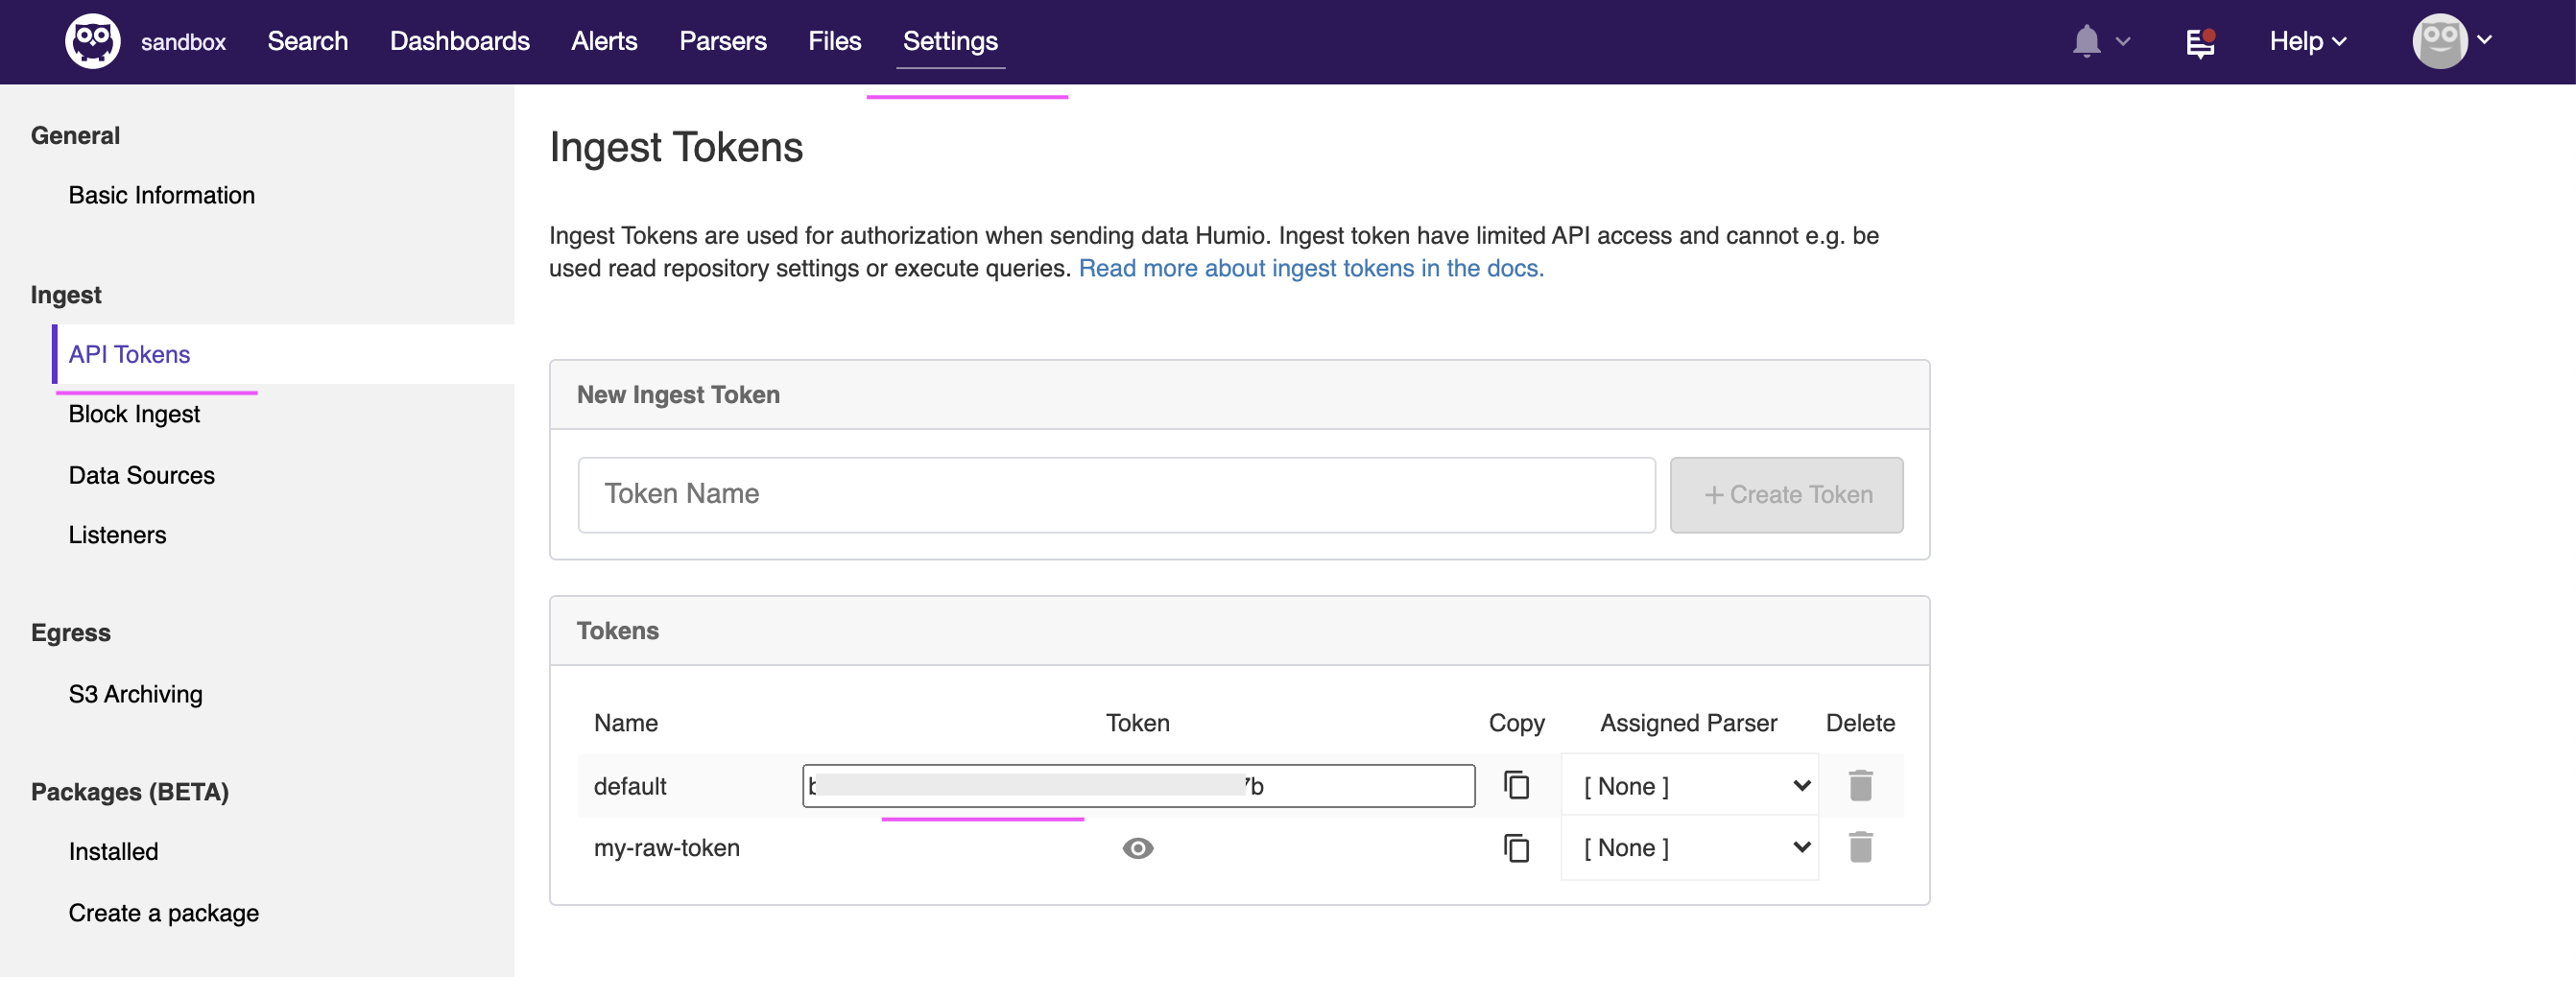 sandbox Search Dashboards Alerts Parsers Files Settings Help
General
Basic Information
Ingest
API Tokens
Block Ingest
Data Sources
Listeners
Egress
S3 Archiving
Packages (BETA)
Installed
Create a package
Ingest Tokens
Ingest Tokens are used for authorization when sending data Humio. Ingest token have limited API access and cannot e.g. be
used read repository settings or execute queries. Read more about ingest tokens in the docs.
New Ingest Token
Token Name + Create Token
Tokens
Name Token Copy Assigned Parser Delete
default [ None ]
my-raw-token [ None ]